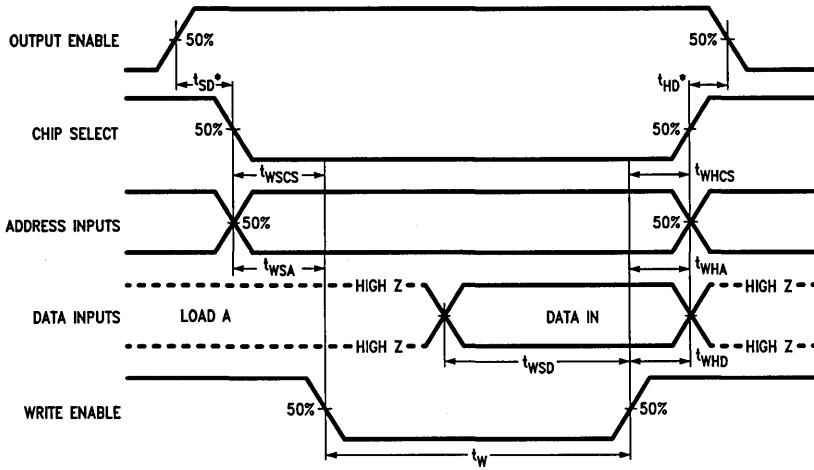 OUTPUT ENABLE 50% 50%
tSD* tHD*
CHIP SELECT 50% 50%
tWSCS tWHCS
ADDRESS INPUTS 50% 50%
tWSA tWHA
HIGH Z HIGH Z
DATA INPUTS LOAD A DATA IN
HIGH Z tWSD tWHD HIGH Z
WRITE ENABLE 50% 50%
tW